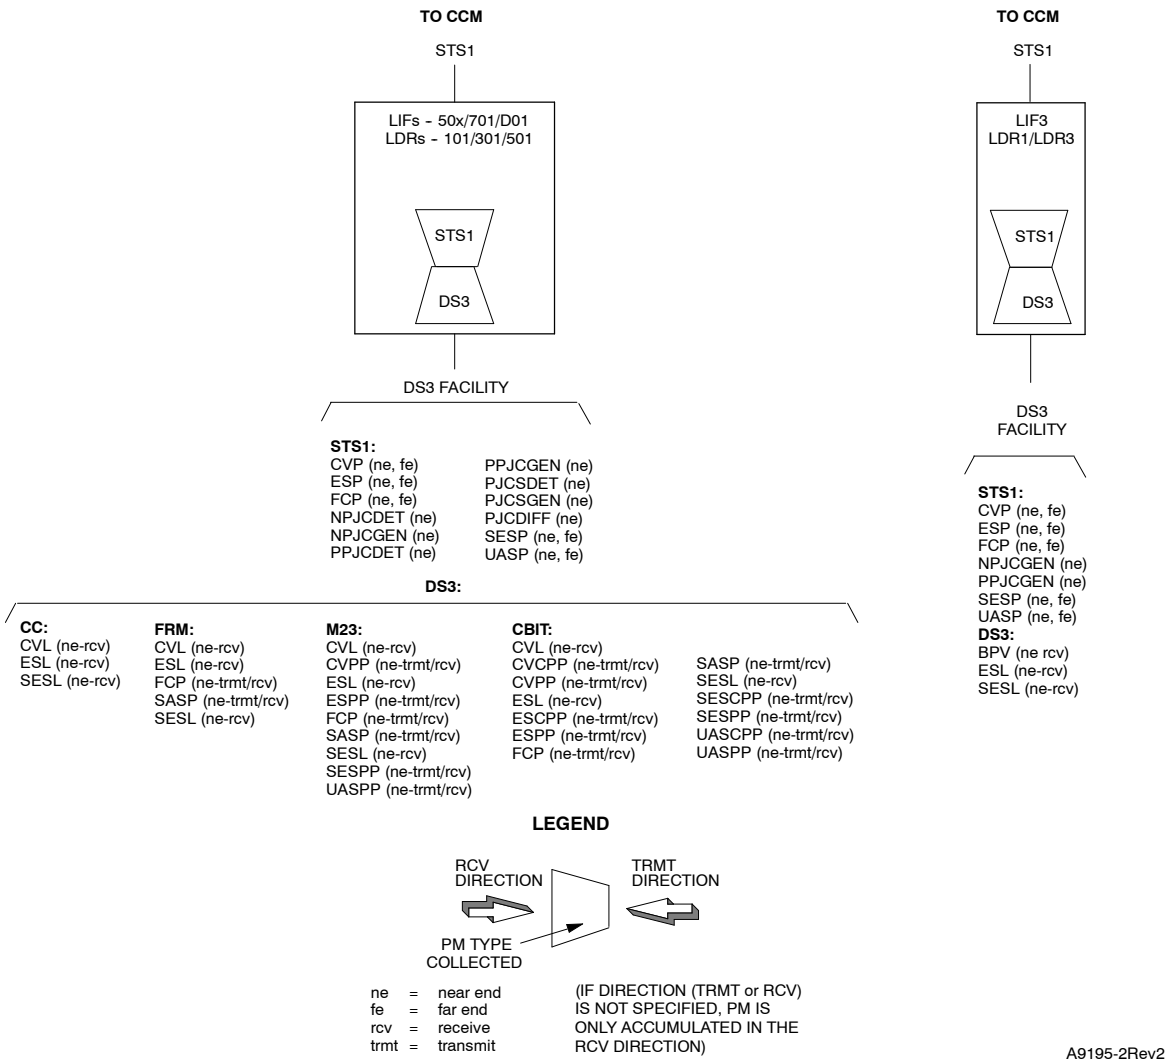 TO CCM
STS1
LIFs - 50x/701/D01
LDRs - 101/301/501
STS1
DS3
DS3 FACILITY
STS1:
CVP (ne, fe)
ESP (ne, fe)
FCP (ne, fe)
NPJCDET (ne)
NPJCGEN (ne)
PPJCDET (ne)
PPJCGEN (ne)
PJCSDET (ne)
PJCSGEN (ne)
PJCDIFF (ne)
SESP (ne, fe)
UASP (ne, fe)
TO CCM
STS1
LIF3
LDR1/LDR3
STS1
DS3
DS3
FACILITY
STS1:
CVP (ne, fe)
ESP (ne, fe)
FCP (ne, fe)
NPJCGEN (ne)
PPJCGEN (ne)
SESP (ne, fe)
UASP (ne, fe)
DS3:
BPV (ne rcv)
ESL (ne-rcv)
SESL (ne-rcv)
DS3:
CC:
CVL (ne-rcv)
ESL (ne-rcv)
SESL (ne-rcv)
FRM:
CVL (ne-rcv)
ESL (ne-rcv)
FCP (ne-trmt/rcv)
SASP (ne-trmt/rcv)
SESL (ne-rcv)
M23:
CVL (ne-rcv)
CVPP (ne-trmt/rcv)
ESL (ne-rcv)
ESPP (ne-trmt/rcv)
FCP (ne-trmt/rcv)
SASP (ne-trmt/rcv)
SESL (ne-rcv)
SESPP (ne-trmt/rcv)
UASPP (ne-trmt/rcv)
CBIT:
CVL (ne-rcv)
CVCPP (ne-trmt/rcv)
CVPP (ne-trmt/rcv)
ESL (ne-rcv)
ESCPP (ne-trmt/rcv)
ESPP (ne-trmt/rcv)
FCP (ne-trmt/rcv)
SASP (ne-trmt/rcv)
SESL (ne-rcv)
SESCPP (ne-trmt/rcv)
SESPP (ne-trmt/rcv)
UASCPP (ne-trmt/rcv)
UASPP (ne-trmt/rcv)
LEGEND
RCV
DIRECTION
TRMT
DIRECTION
PM TYPE
COLLECTED
ne = near end
fe = far end
rcv = receive
trmt = transmit
(IF DIRECTION (TRMT or RCV)
IS NOT SPECIFIED, PM IS
ONLY ACCUMULATED IN THE
RCV DIRECTION)
A9195-2Rev2